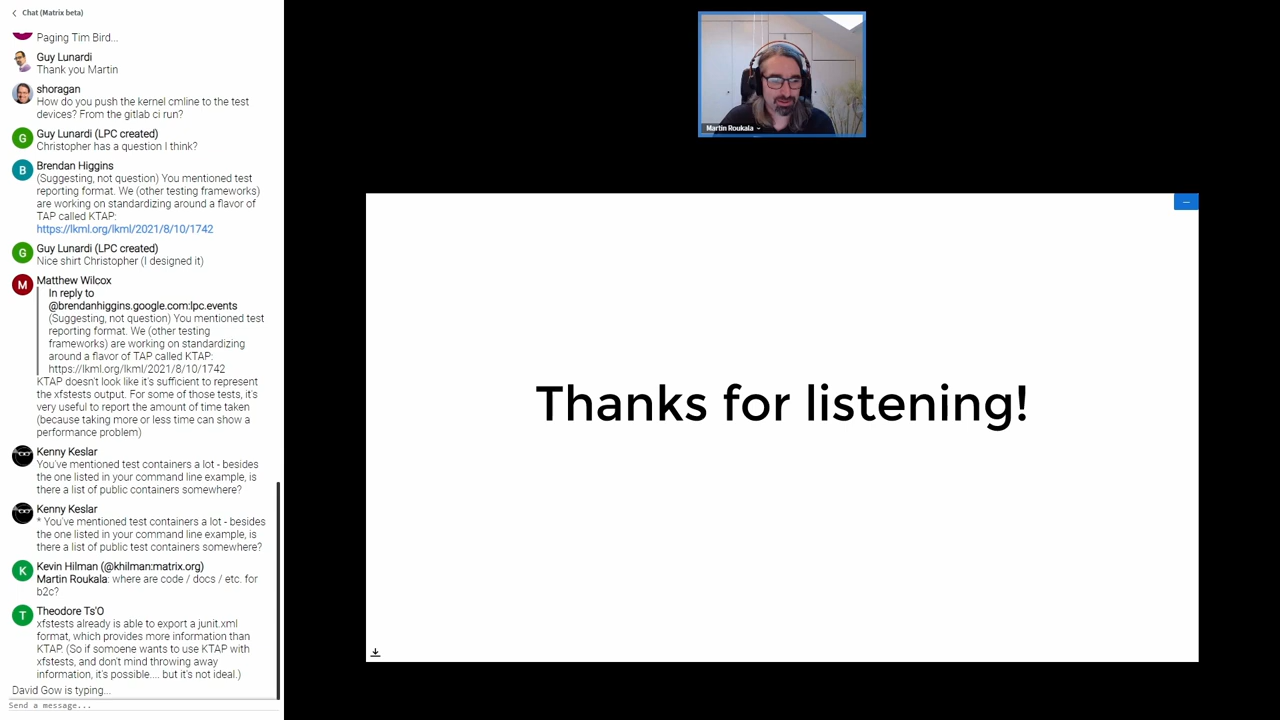 Chat (Matrix beta)
Paging Tim Bird...
Guy Lunardi
Thank you Martin
shoragan
How do you push the kernel cmline to the test
devices? From the gitlab ci run?
G
Guy Lunardi (LPC created)
Christopher has a question I think?
B
Brendan Higgins
(Suggesting, not question) You mentioned test
reporting format. We (other testing frameworks)
are working on standardizing around a flavor of
TAP called KTAP:
https://lkml.org/lkml/2021/8/10/1742
G
Guy Lunardi (LPC created)
Nice shirt Christopher (I designed it)
M
Matthew Wilcox
In reply to
@brendanhiggins.google.com:lpc.events
(Suggesting, not question) You mentioned test
reporting format. We (other testing
frameworks) are working on standardizing
around a flavor of TAP called KTAP:
https://lkml.org/lkml/2021/8/10/1742
KTAP doesn't look like it's sufficient to represent
the xfstests output. For some of those tests, it's
very useful to report the amount of time taken
(because taking more or less time can show a
performance problem)
Kenny Keslar
You've mentioned test containers a lot - besides
the one listed in your command line example, is
there a list of public containers somewhere?
Kenny Keslar
* You've mentioned test containers a lot - besides
the one listed in your command line example, is
there a list of public test containers somewhere?
K
Kevin Hilman (@khilman:matrix.org)
Martin Roukala: where are code / docs / etc. for
b2c?
T
Theodore Ts'O
xfstests already is able to export a junit.xml
format, which provides more information than
KTAP. (So if somoene wants to use KTAP with
xfstests, and don't mind throwing away
information, it's possible.... but it's not ideal.)
David Gow is typing...
Send a message...
Martin Roukala
Thanks for listening!